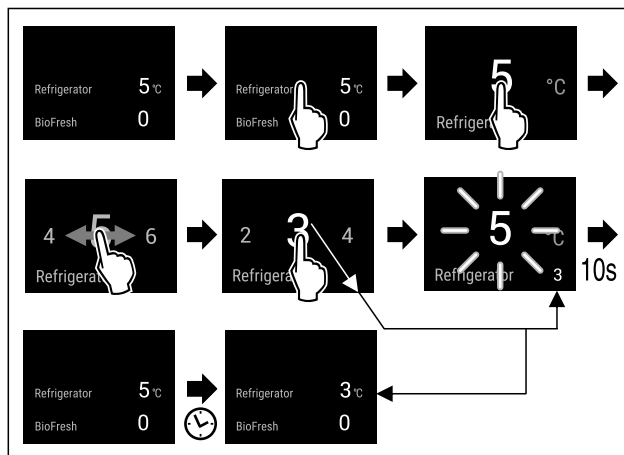 Refrigerator 5 °C
BioFresh 0
Refrigerator 5 °C
BioFresh 0
5 °C
4 5 6
Refrigerat
2 3 4
5 °C
Refrigerator 3
10s
Refrigerator 5 °C
BioFresh 0
Refrigerator 3 °C
BioFresh 0